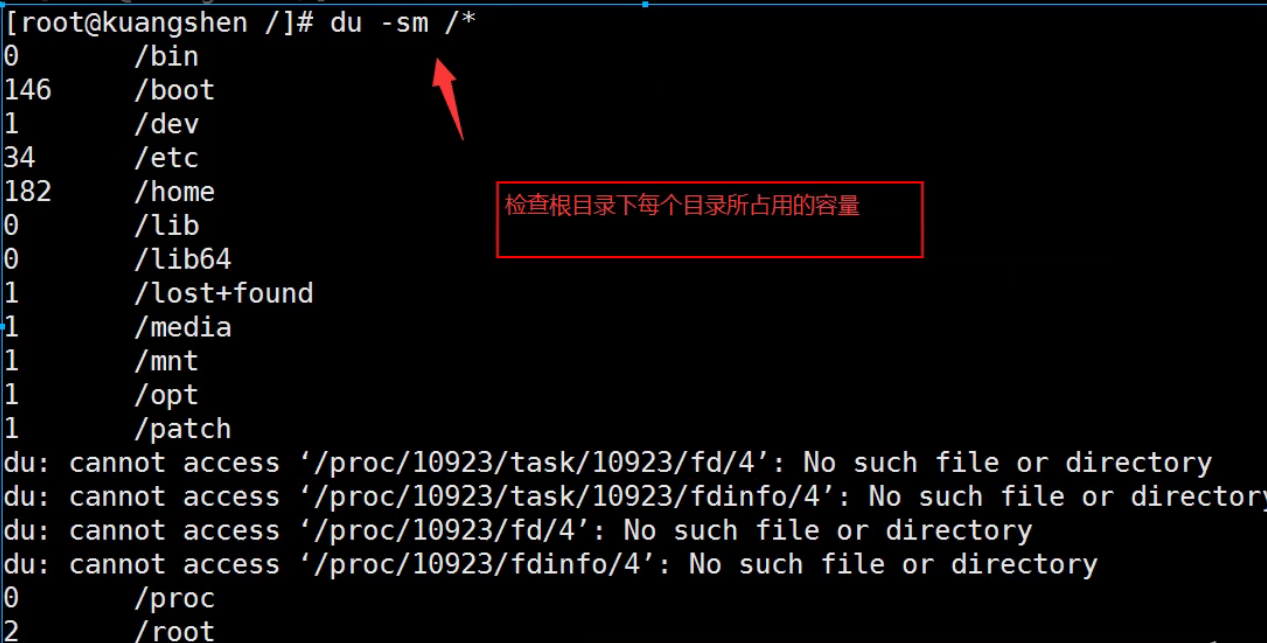 [root@kuangshen /]# du -sm /*
0 /bin
146 /boot
1 /dev
34 /etc
182 /home
检查根目录下每个目录所占用的容量
0 /lib
0 /lib64
1 /lost+found
1 /media
1 /mnt
1 /opt
1 /patch
du: cannot access ‘/proc/10923/task/10923/fd/4’: No such file or directory
du: cannot access ‘/proc/10923/task/10923/fdinfo/4’: No such file or directory
du: cannot access ‘/proc/10923/fd/4’: No such file or directory
du: cannot access ‘/proc/10923/fdinfo/4’: No such file or directory
0 /proc
2 /root